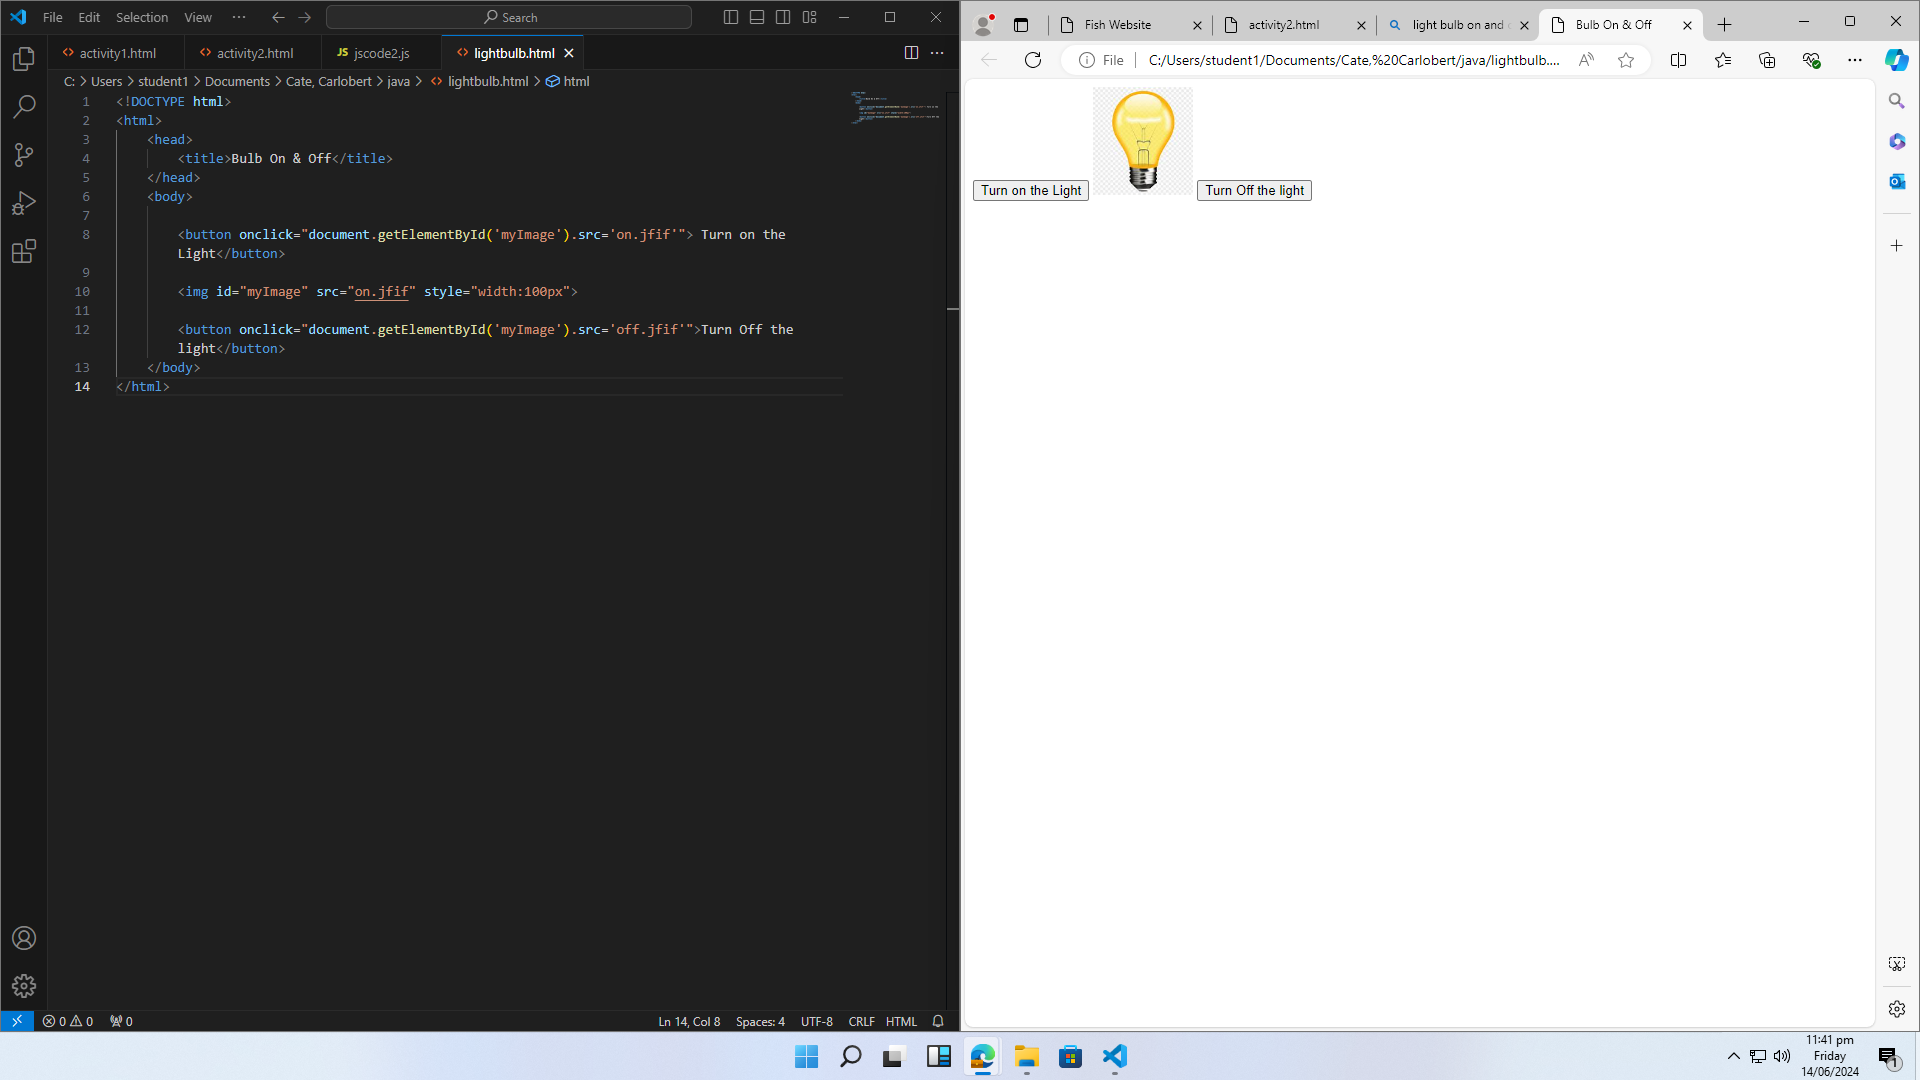 File Edit Selection View ··· Search
activity1.html activity2.html JS jscode2.js lightbulb.html
C: > Users > student1 > Documents > Cate, Carlobert > java > lightbulb.html > html
1 <!DOCTYPE html>
2 <html>
3 <head>
4 <title>Bulb On & Off</title>
5 </head>
6 <body>
7
8 <button onclick="document.getElementById('myImage').src='on.jfif'"> Turn on the
Light</button>
9
10 <img id="myImage" src="on.jfif" style="width:100px">
11
12 <button onclick="document.getElementById('myImage').src='off.jfif'">Turn Off the
light</button>
13 </body>
14 </html>
0 0 0 Ln 14, Col 8 Spaces: 4 UTF-8 CRLF HTML
Fish Website activity2.html light bulb on and Bulb On & Off
File C:/Users/student1/Documents/Cate,%20Carlobert/java/lightbulb....
Turn on the Light Turn Off the light
11:41 pm
Friday
14/06/2024
1